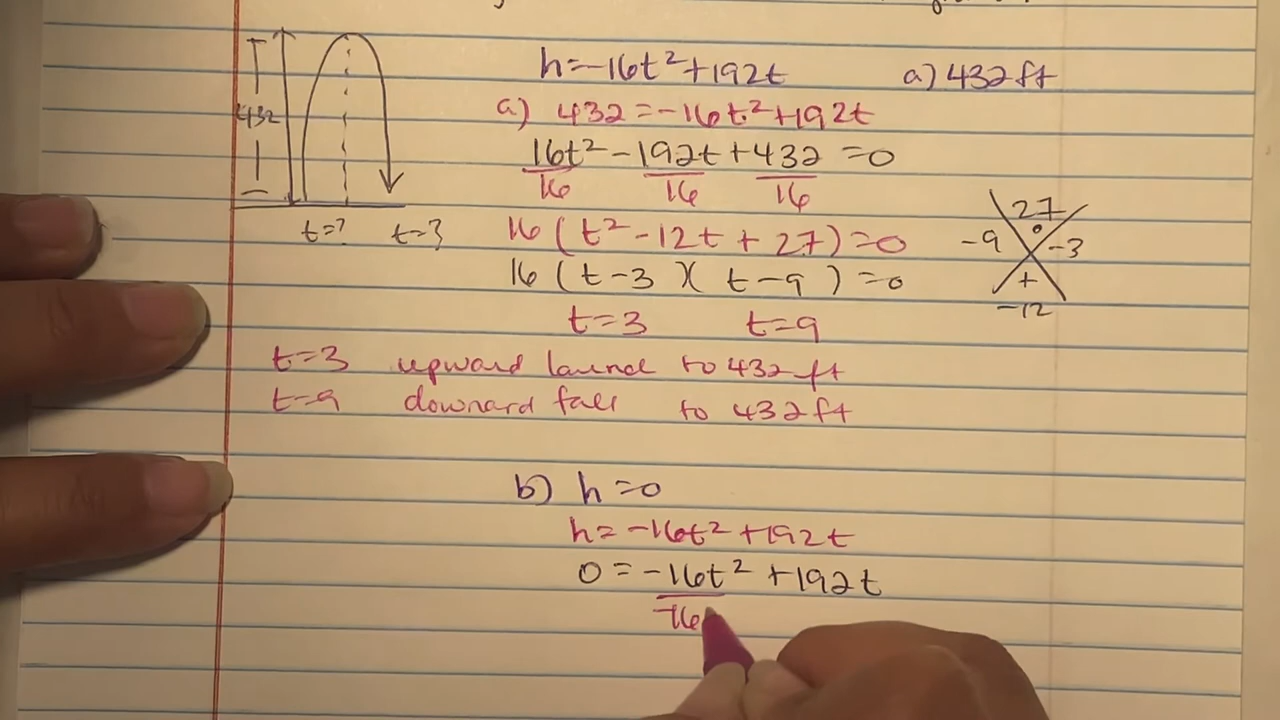 h=-16t²+192t a) 432 ft
a) 432=-16t²+192t
16t² -192t +432 =0
16 16 16
432
27
t=? t=?
16 (t² -12t + 27) =0
-9 -3
16 (t-3)( t-9 ) =0
+
-12
t=3 t=9
t=3 upward launch to 432 ft
t=9 downard fall to 432 ft
b) h=0
h= -16t² +192t
0 = -16t² +192t
-16